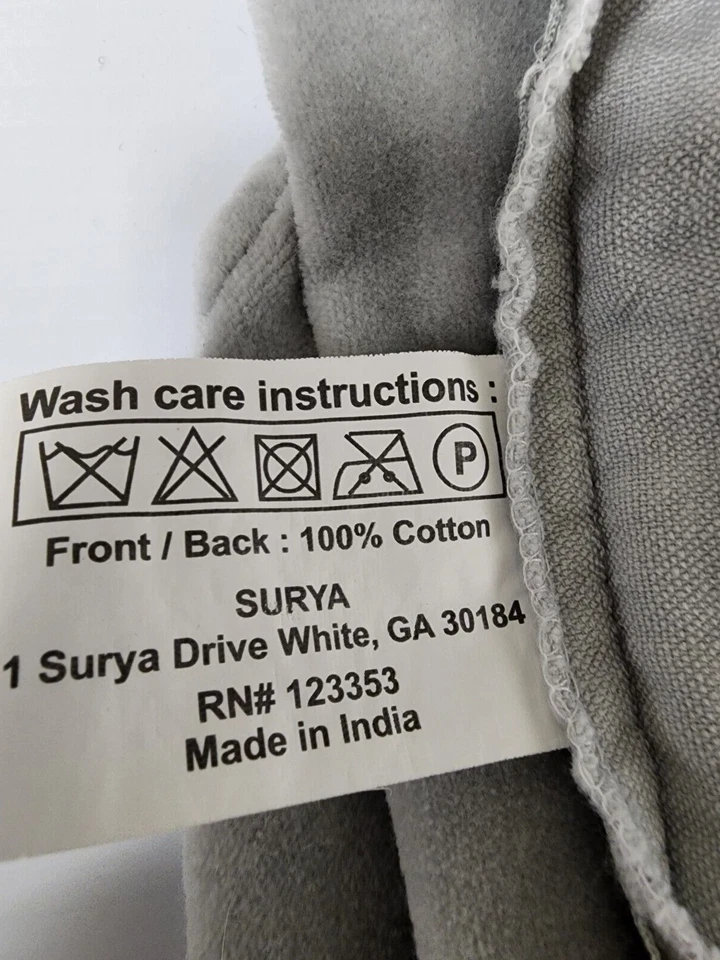 Wash care instructions :
P
Front / Back : 100% Cotton
SURYA
1 Surya Drive White, GA 30184
RN# 123353
Made in India